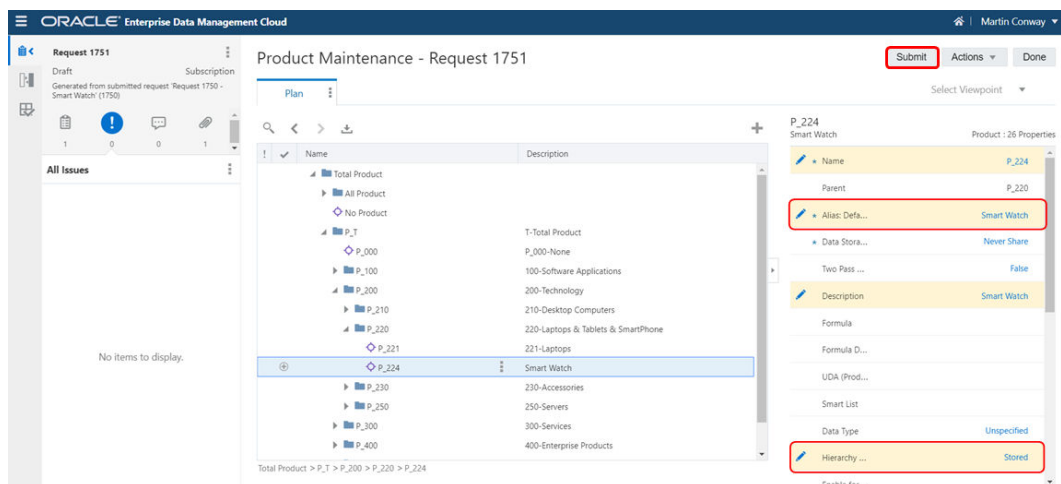 ORACLE Enterprise Data Management Cloud
Martin Conway
Request 1751
Draft Subscription
Generated from submitted request 'Request 1750 -
Smart Watch' (1750)
1 0 0 1
All Issues
No items to display.
Product Maintenance - Request 1751
Submit Actions Done
Plan
Select Viewpoint
! Name Description
Total Product
All Product
No Product
P_T T-Total Product
P_000 P_000-None
P_100 100-Software Applications
P_200 200-Technology
P_210 210-Desktop Computers
P_220 220-Laptops & Tablets & SmartPhone
P_221 221-Laptops
P_224 Smart Watch
P_230 230-Accessories
P_250 250-Servers
P_300 300-Services
P_400 400-Enterprise Products
Total Product > P_T > P_200 > P_220 > P_224
P_224
Smart Watch Product : 26 Properties
Name P_224
Parent P_220
Alias: Defa... Smart Watch
Data Stora... Never Share
Two Pass ... False
Description Smart Watch
Formula
Formula D...
UDA (Prod...
Smart List
Data Type Unspecified
Hierarchy ... Stored